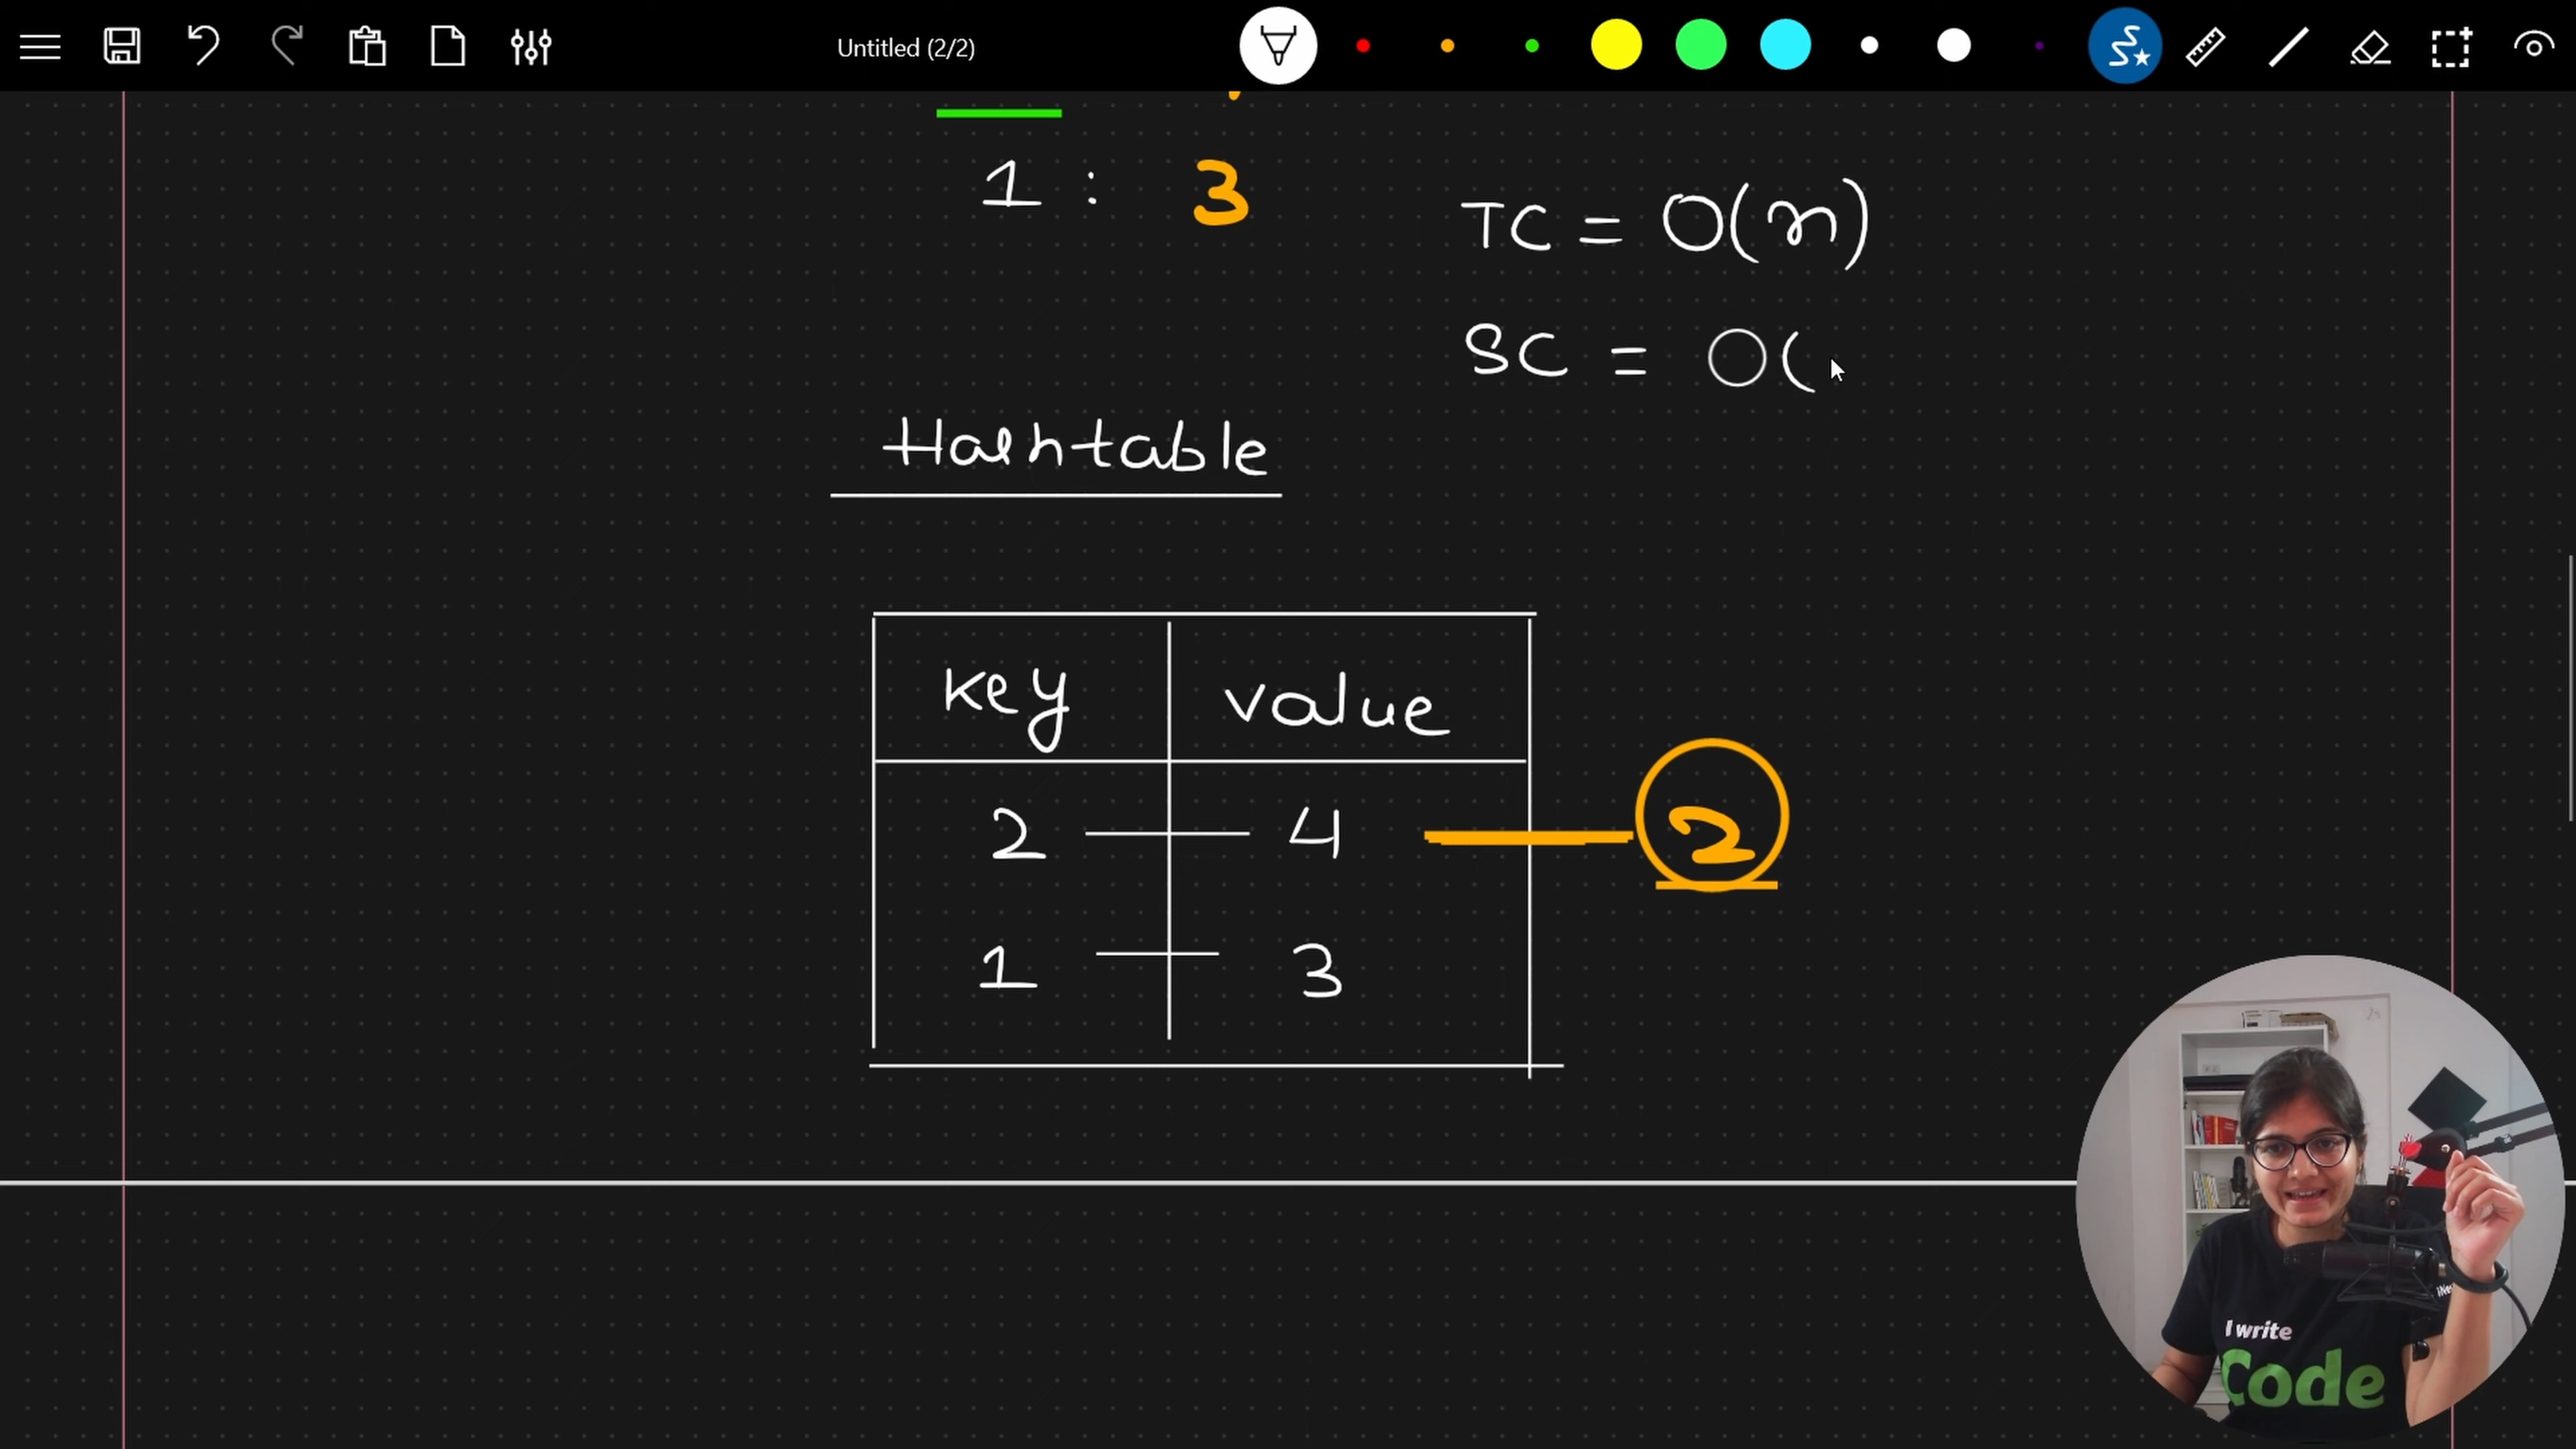 Untitled (2/2)
1 : 3
TC = O(n)
SC = O(
Hashtable
key value
2 4 2
1 3
I write
Code